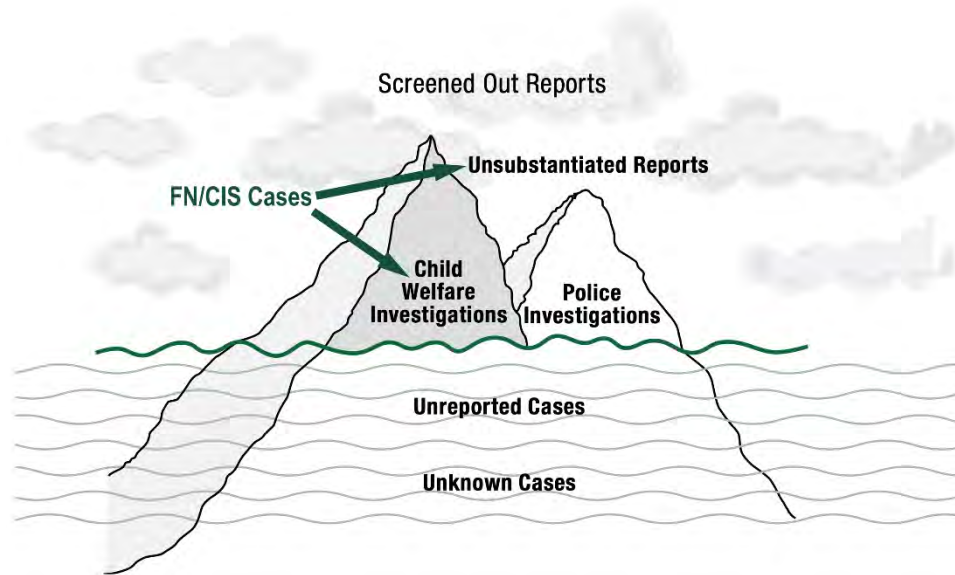 Screened Out Reports
Unsubstantiated Reports
FN/CIS Cases
Child
Welfare
Investigations
Police
Investigations
Unreported Cases
Unknown Cases